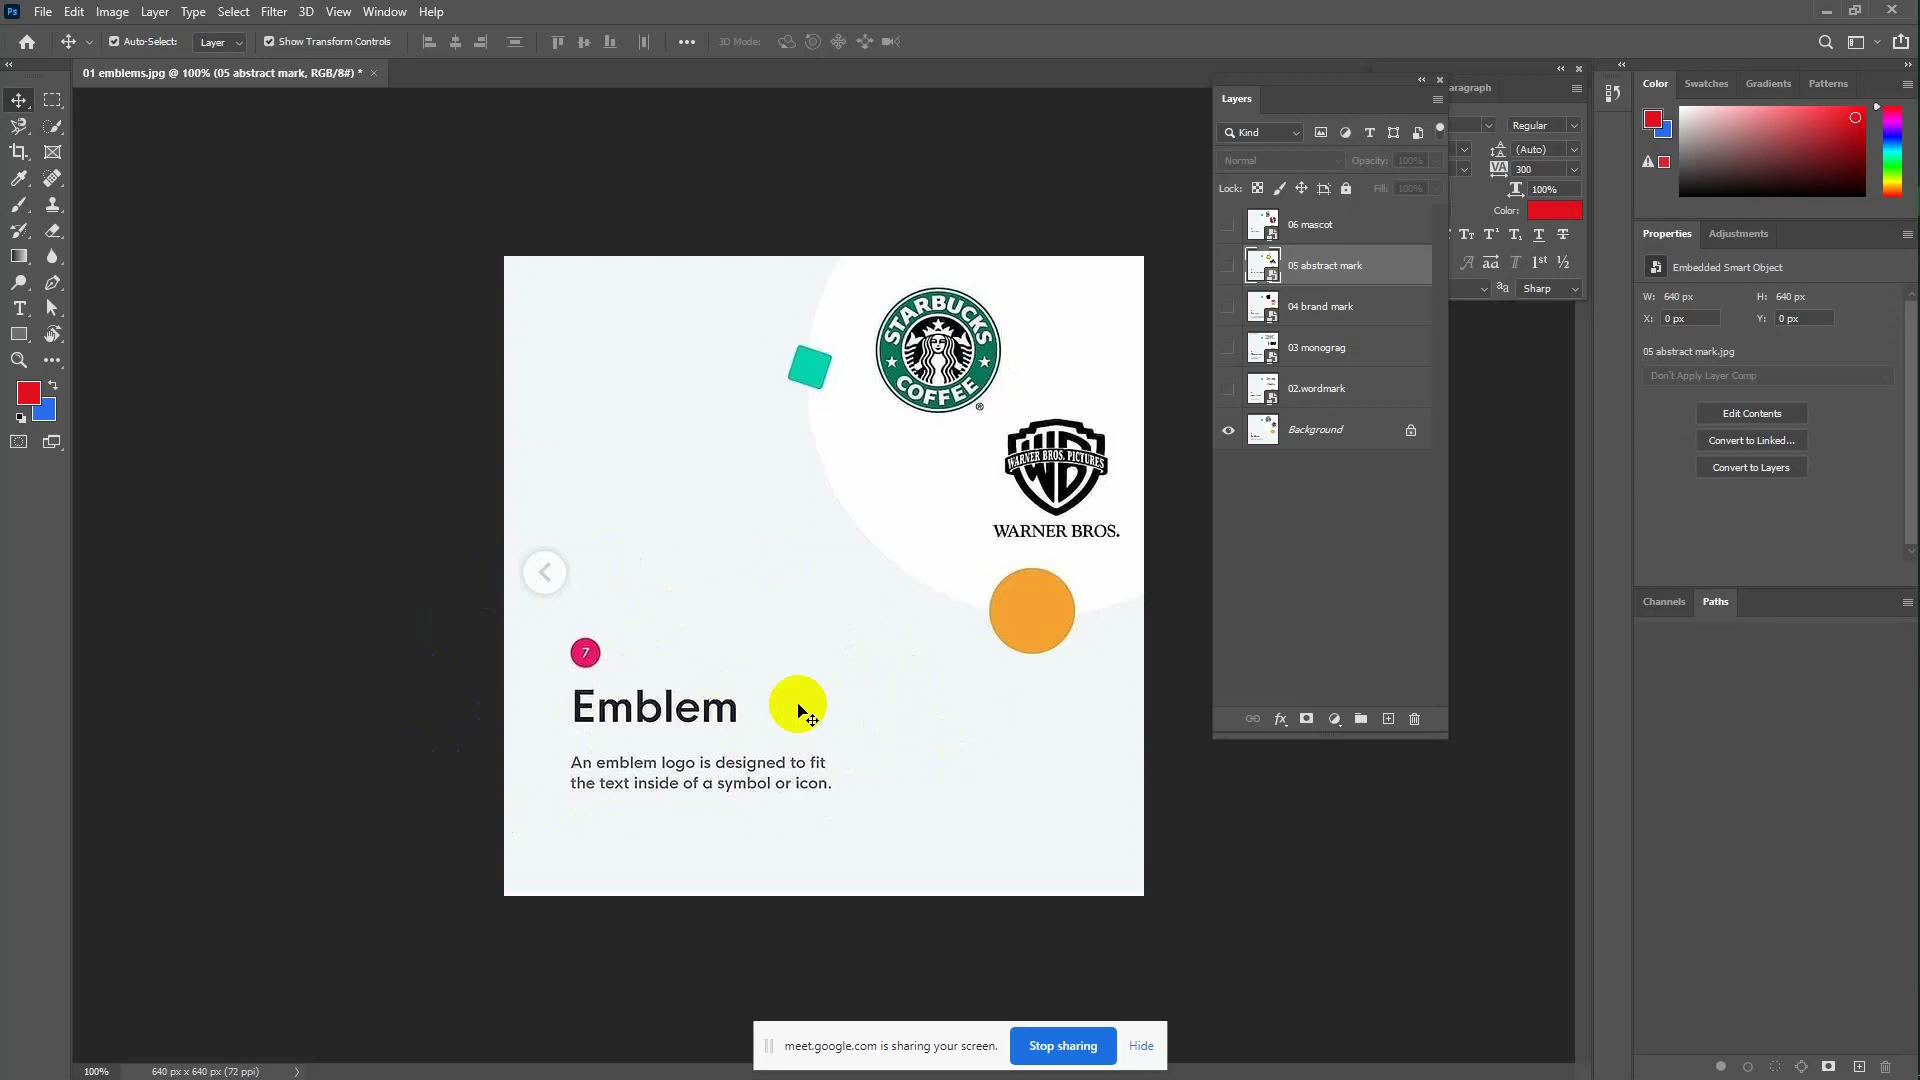 Ps File Edit Image Layer Type Select Filter 3D View Window Help
Auto-Select: Layer Show Transform Controls 3D Mode:
01 emblems.jpg @ 100% (05 abstract mark, RGB/8#) *
STARBUCKS
COFFEE
®
WARNER BROS. PICTURES
WB
WARNER BROS.
7
Emblem
An emblem logo is designed to fit
the text inside of a symbol or icon.
Layers
Kind
Normal Opacity: 100%
Lock: Fill: 100%
06 mascot
05 abstract mark
04 brand mark
03 monograg
02.wordmark
Background
fx
aragraph
Regular
(Auto)
VA 300
100%
Color:
Sharp
Color Swatches Gradients Patterns
Properties Adjustments
Embedded Smart Object
W: 640 px H: 640 px
X: 0 px Y: 0 px
05 abstract mark.jpg
Don't Apply Layer Comp
Edit Contents
Convert to Linked...
Convert to Layers
Channels Paths
meet.google.com is sharing your screen. Stop sharing Hide
100% 640 px x 640 px (72 ppi)